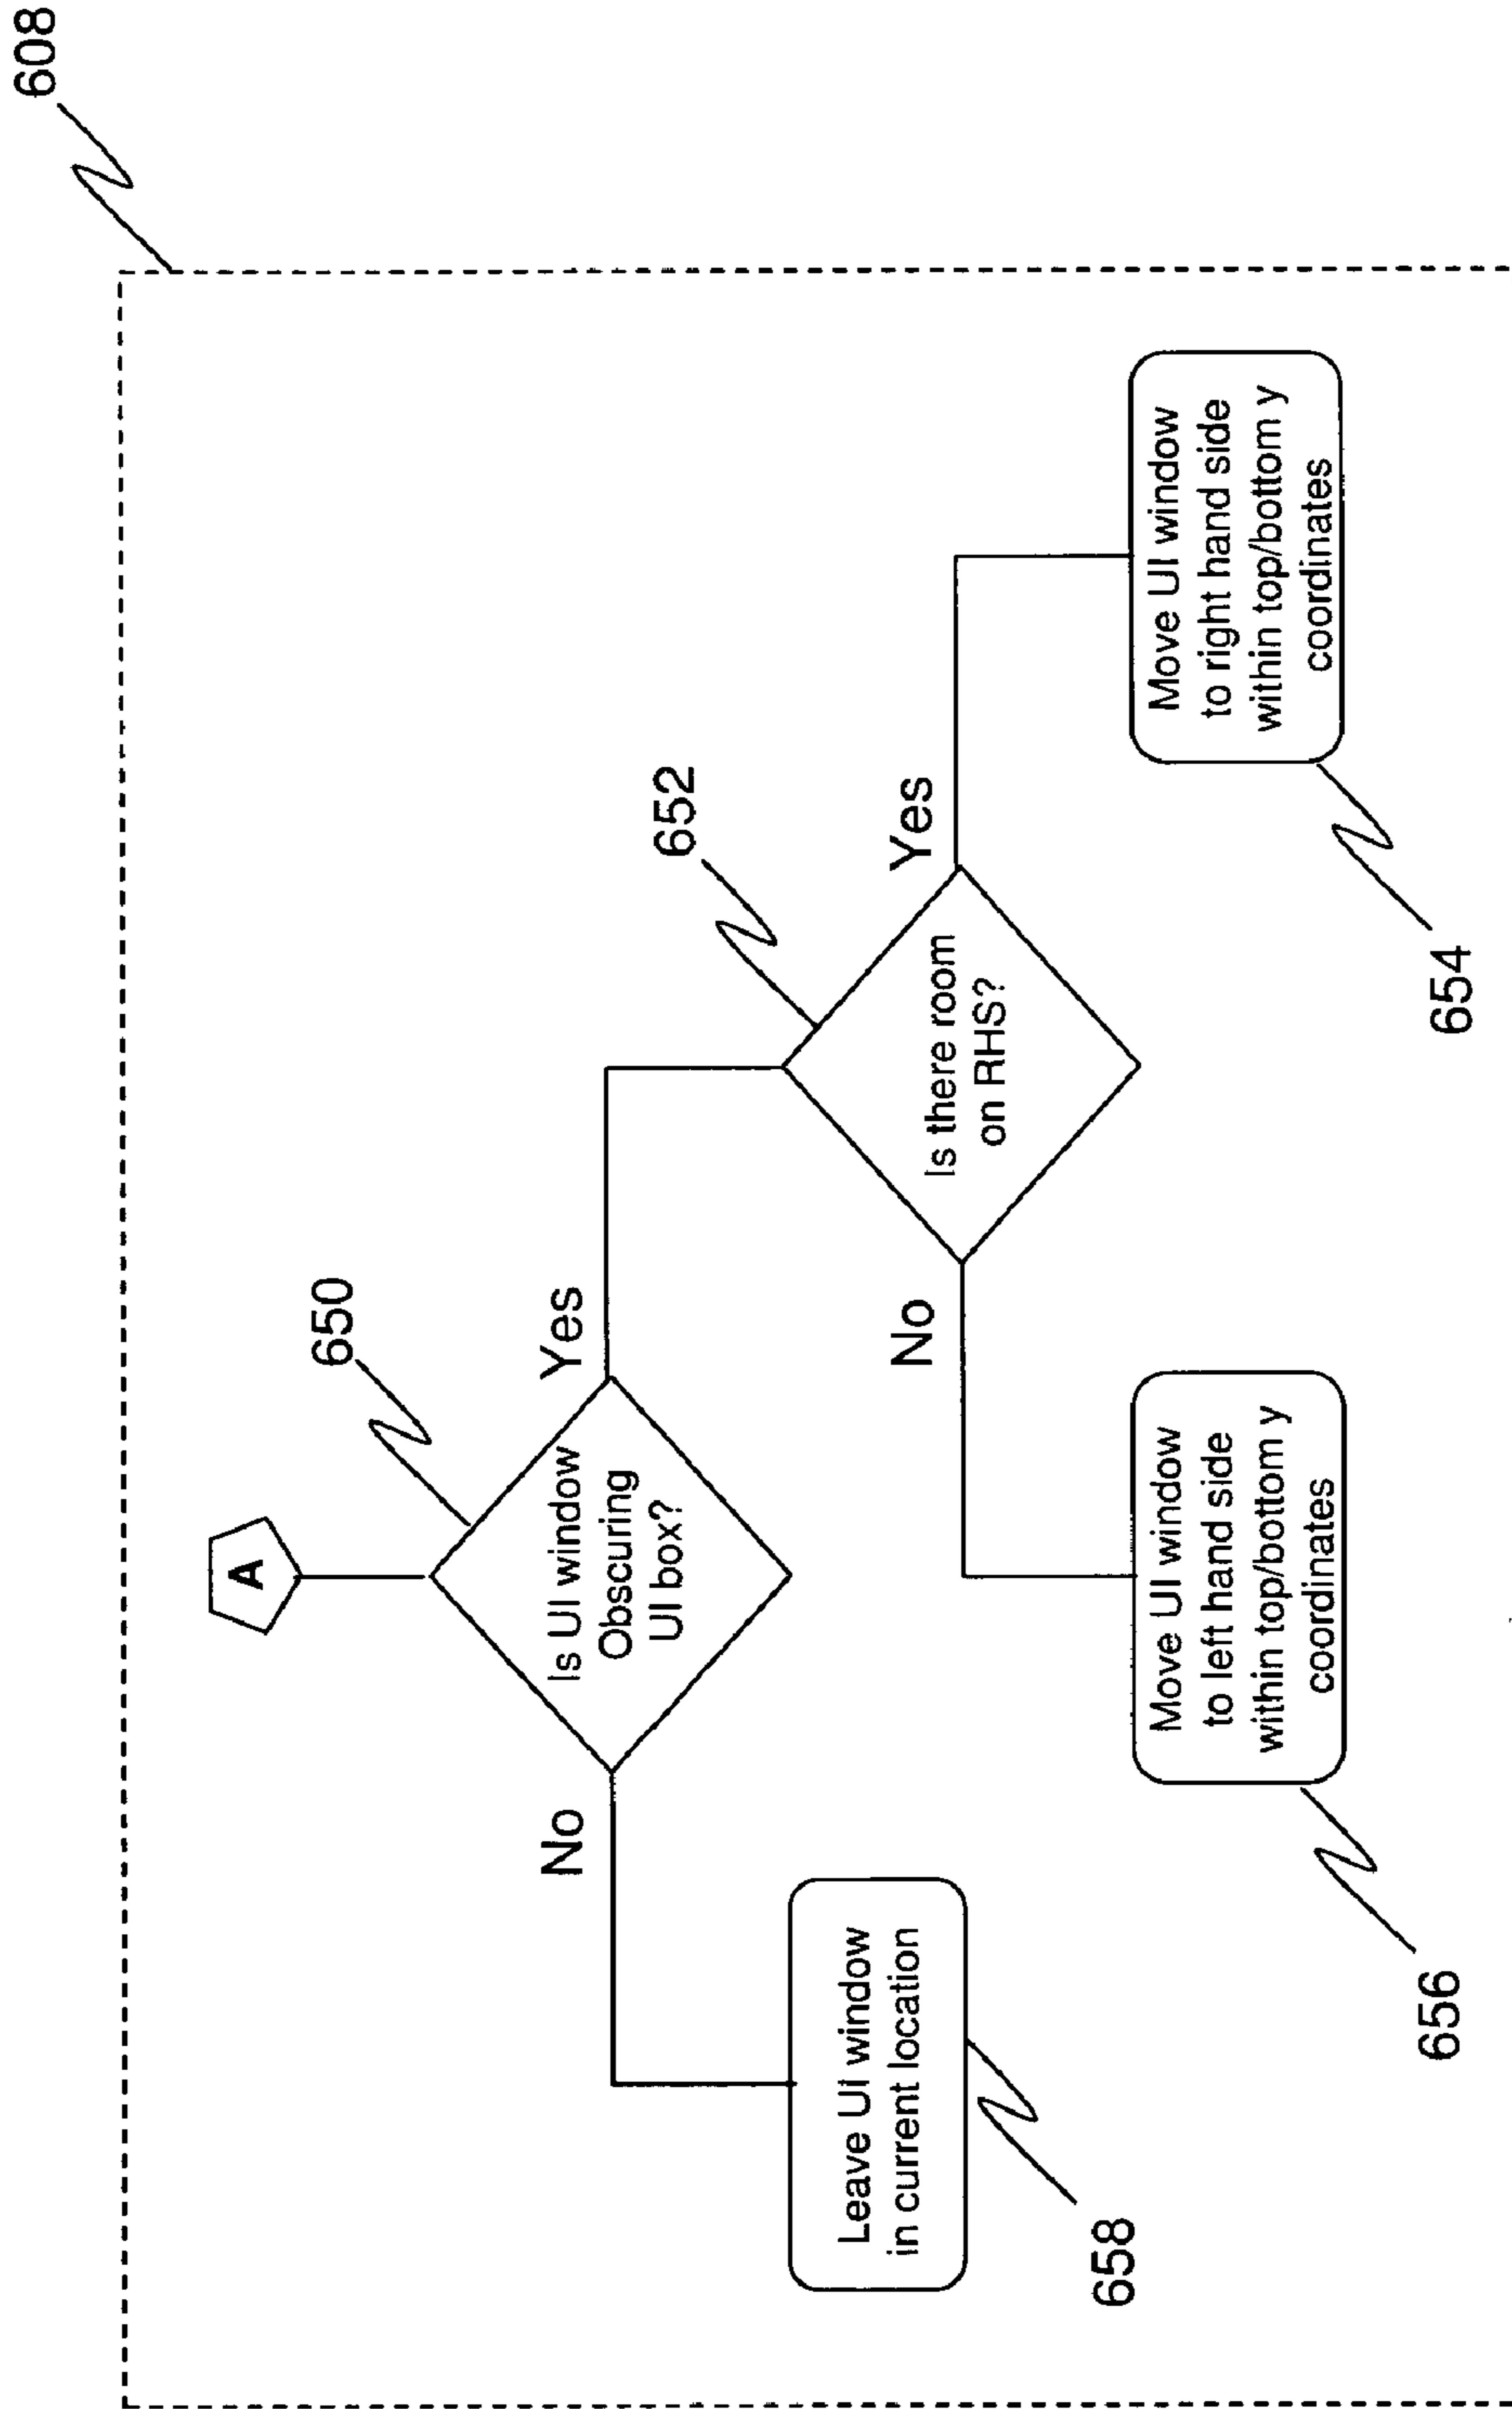 608
A
650
Is UI window
Obscuring
UI box?
No
Yes
652
Leave UI window
in current location
658
Is there room
on RHS?
No
Yes
Move UI window
to left hand side
within top/bottom y
coordinates
656
Move UI window
to right hand side
within top/bottom y
coordinates
654